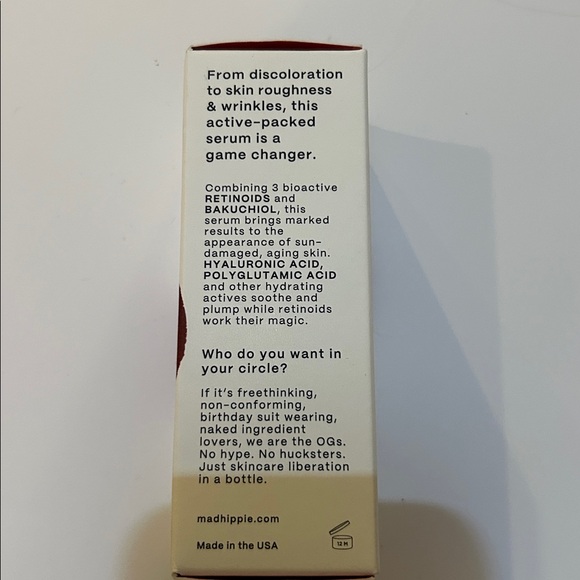 From discoloration
to skin roughness
& wrinkles, this
active-packed
serum is a
game changer.
Combining 3 bioactive
RETINOIDS and
BAKUCHIOL, this
serum brings marked
results to the
appearance of sun-
damaged, aging skin.
HYALURONIC ACID,
POLYGLUTAMIC ACID
and other hydrating
actives soothe and
plump while retinoids
work their magic.
Who do you want in
your circle?
If it's freethinking,
non-conforming,
birthday suit wearing,
naked ingredient
lovers, we are the OGs.
No hype. No hucksters.
Just skincare liberation
in a bottle.
madhippie.com
Made in the USA
12 M